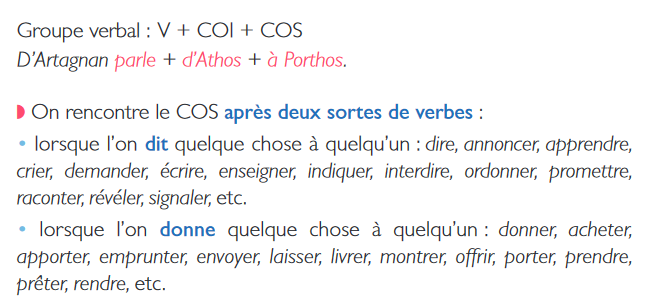 Groupe verbal : V + COI + COS
D’Artagnan parle + d’Athos + à Porthos.
◗ On rencontre le COS après deux sortes de verbes :
• lorsque l’on dit quelque chose à quelqu’un : dire, annoncer, apprendre,
crier, demander, écrire, enseigner, indiquer, interdire, ordonner, promettre,
raconter, révéler, signaler, etc.
• lorsque l’on donne quelque chose à quelqu’un : donner, acheter,
apporter, emprunter, envoyer, laisser, livrer, montrer, offrir, porter, prendre,
prêter, rendre, etc.